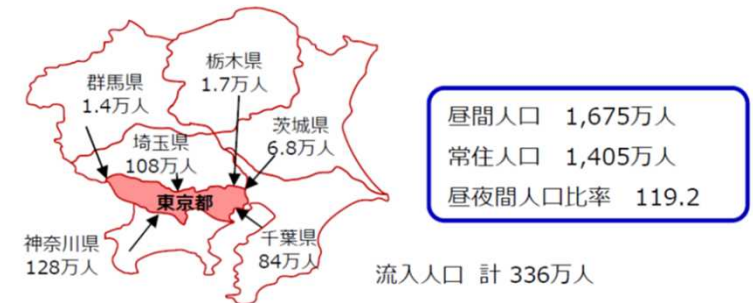 栃木県
1.7万人
群馬県
1.4万人
茨城県
6.8万人
埼玉県
108万人
東京都
神奈川県
128万人
千葉県
84万人
昼間人口 1,675万人
常住人口 1,405万人
昼夜間人口比率 119.2
流入人口 計 336万人